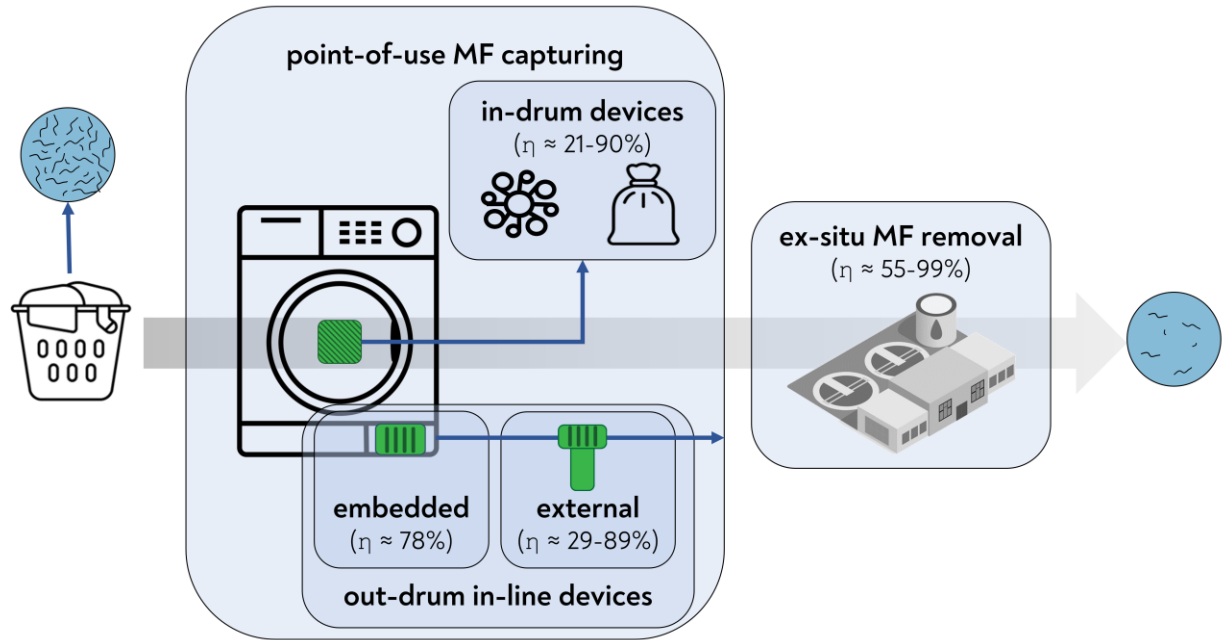 point-of-use MF capturing
in-drum devices
(η ≈ 21-90%)
ex-situ MF removal
(η ≈ 55-99%)
embedded
(η ≈ 78%)
external
(η ≈ 29-89%)
out-drum in-line devices